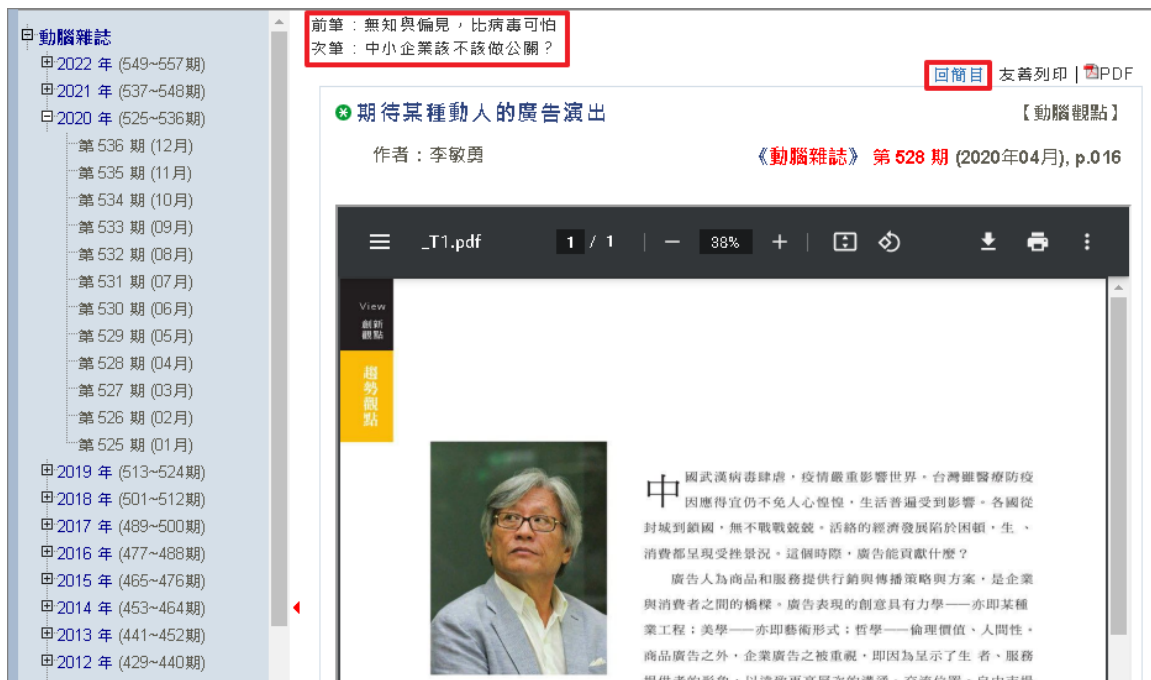 動腦雜誌
2022 年 (549~557期)
2021 年 (537~548期)
2020 年 (525~536期)
第 536 期 (12月)
第 535 期 (11月)
第 534 期 (10月)
第 533 期 (09月)
第 532 期 (08月)
第 531 期 (07月)
第 530 期 (06月)
第 529 期 (05月)
第 528 期 (04月)
第 527 期 (03月)
第 526 期 (02月)
第 525 期 (01月)
2019 年 (513~524期)
2018 年 (501~512期)
2017 年 (489~500期)
2016 年 (477~488期)
2015 年 (465~476期)
2014 年 (453~464期)
2013 年 (441~452期)
2012 年 (429~440期)
前筆：無知與偏見，比病毒可怕
次筆：中小企業該不該做公關？
回簡目 友善列印 | PDF
期待某種動人的廣告演出 【動腦觀點】
作者：李敏勇 《動腦雜誌》 第 528 期 (2020年04月), p.016
_T1.pdf 1 / 1 | — 38% + |
View
創新
觀點
趨勢觀點
中國武漢病毒肆虐，疫情嚴重影響世界。台灣雖醫療防疫
因應得宜仍不免人心惶惶，生活普遍受到影響。各國從
封城到鎖國，無不戰戰兢兢。活絡的經濟發展陷於困頓，生 、
消費都呈現受挫景況。這個時際，廣告能貢獻什麼？
廣告人為商品和服務提供行銷與傳播策略與方案，是企業
與消費者之間的橋樑。廣告表現的創意具有力學——亦即某種
業工程；美學——亦即藝術形式；哲學——倫理價值、人間性。
商品廣告之外，企業廣告之被重視，即因為呈示了生 者、服務